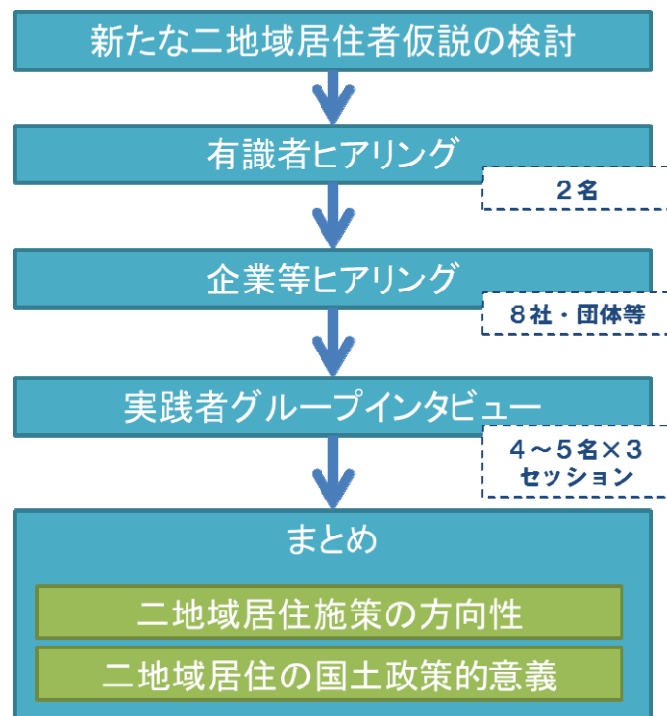 新たな二地域居住者仮説の検討
有識者ヒアリング
２名
企業等ヒアリング
８社・団体等
実践者グループインタビュー
４～５名×３
セッション
まとめ
二地域居住施策の方向性
二地域居住の国土政策的意義